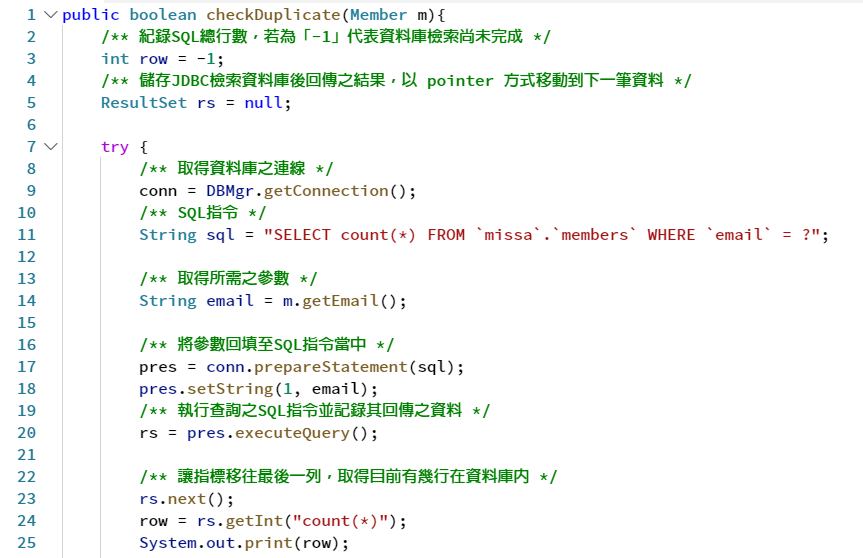 1 public boolean checkDuplicate(Member m){
2 /** 紀錄SQL總行數，若為「-1」代表資料庫檢索尚未完成 */
3 int row = -1;
4 /** 儲存JDBC檢索資料庫後回傳之結果，以 pointer 方式移動到下一筆資料 */
5 ResultSet rs = null;
6
7 try {
8 /** 取得資料庫之連線 */
9 conn = DBMgr.getConnection();
10 /** SQL指令 */
11 String sql = "SELECT count(*) FROM `missa`.`members` WHERE `email` = ?";
12
13 /** 取得所需之參數 */
14 String email = m.getEmail();
15
16 /** 將參數回填至SQL指令當中 */
17 pres = conn.prepareStatement(sql);
18 pres.setString(1, email);
19 /** 執行查詢之SQL指令並記錄其回傳之資料 */
20 rs = pres.executeQuery();
21
22 /** 讓指標移往最後一列，取得目前有幾行在資料庫內 */
23 rs.next();
24 row = rs.getInt("count(*)");
25 System.out.print(row);